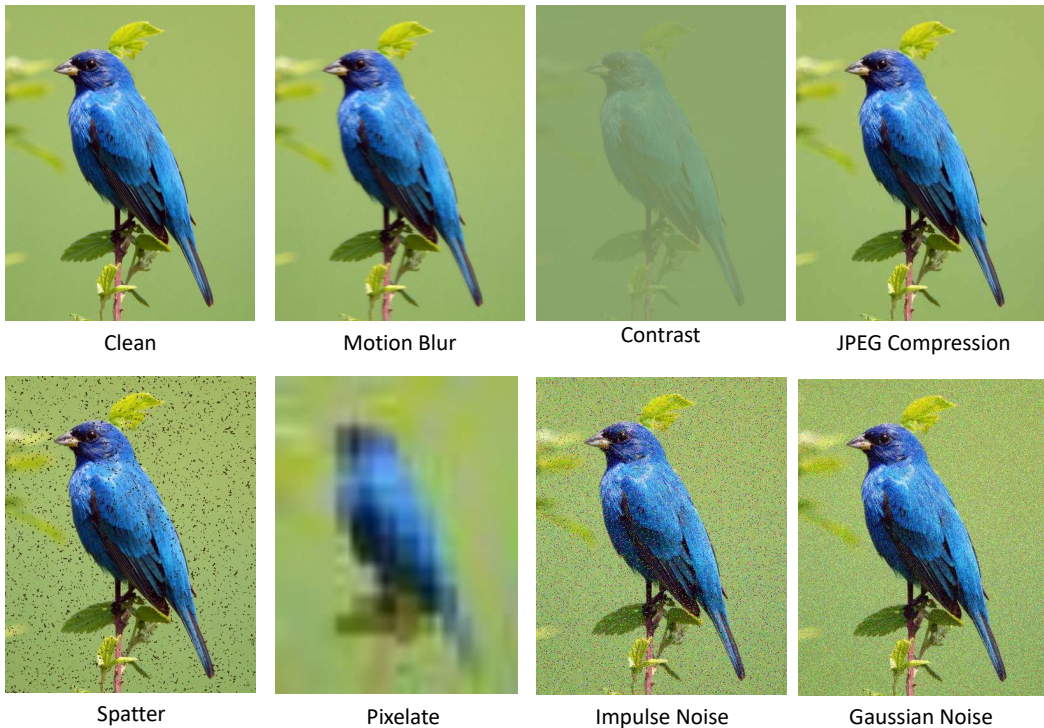 Clean
Motion Blur
Contrast
JPEG Compression
Spatter
Pixelate
Impulse Noise
Gaussian Noise